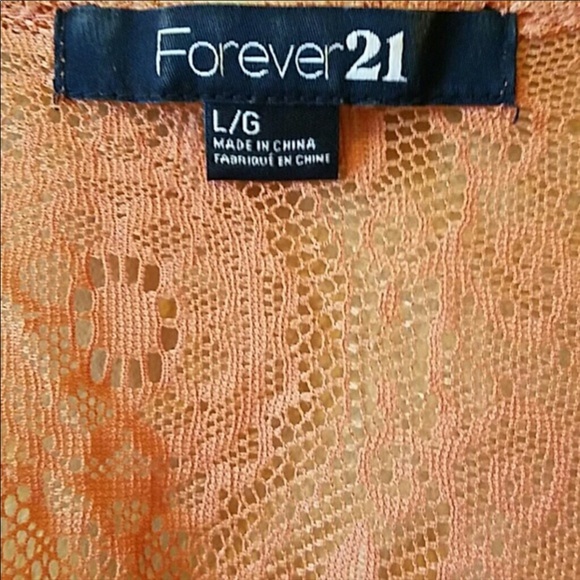 Forever21
L/G
MADE IN CHINA
FABRIQUÉ EN CHINE